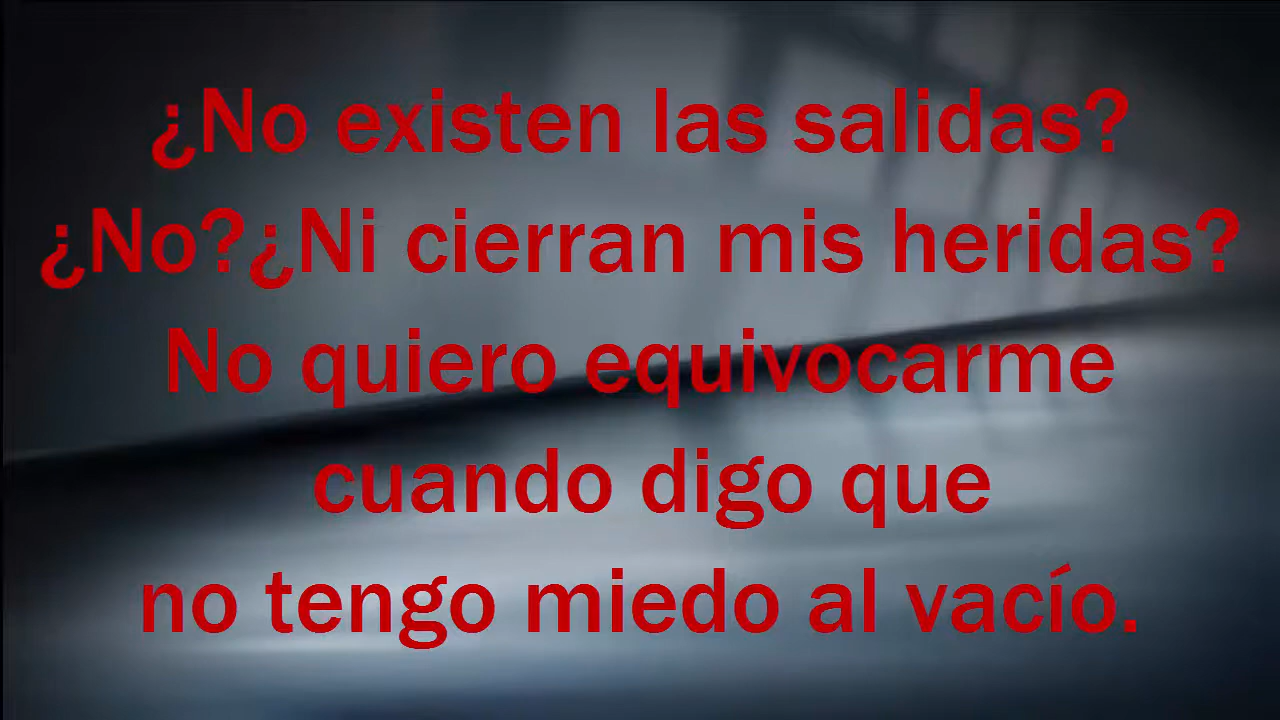 ¿No existen las salidas?
¿No?¿Ni cierran mis heridas?
No quiero equivocarme
cuando digo que
no tengo miedo al vacío.